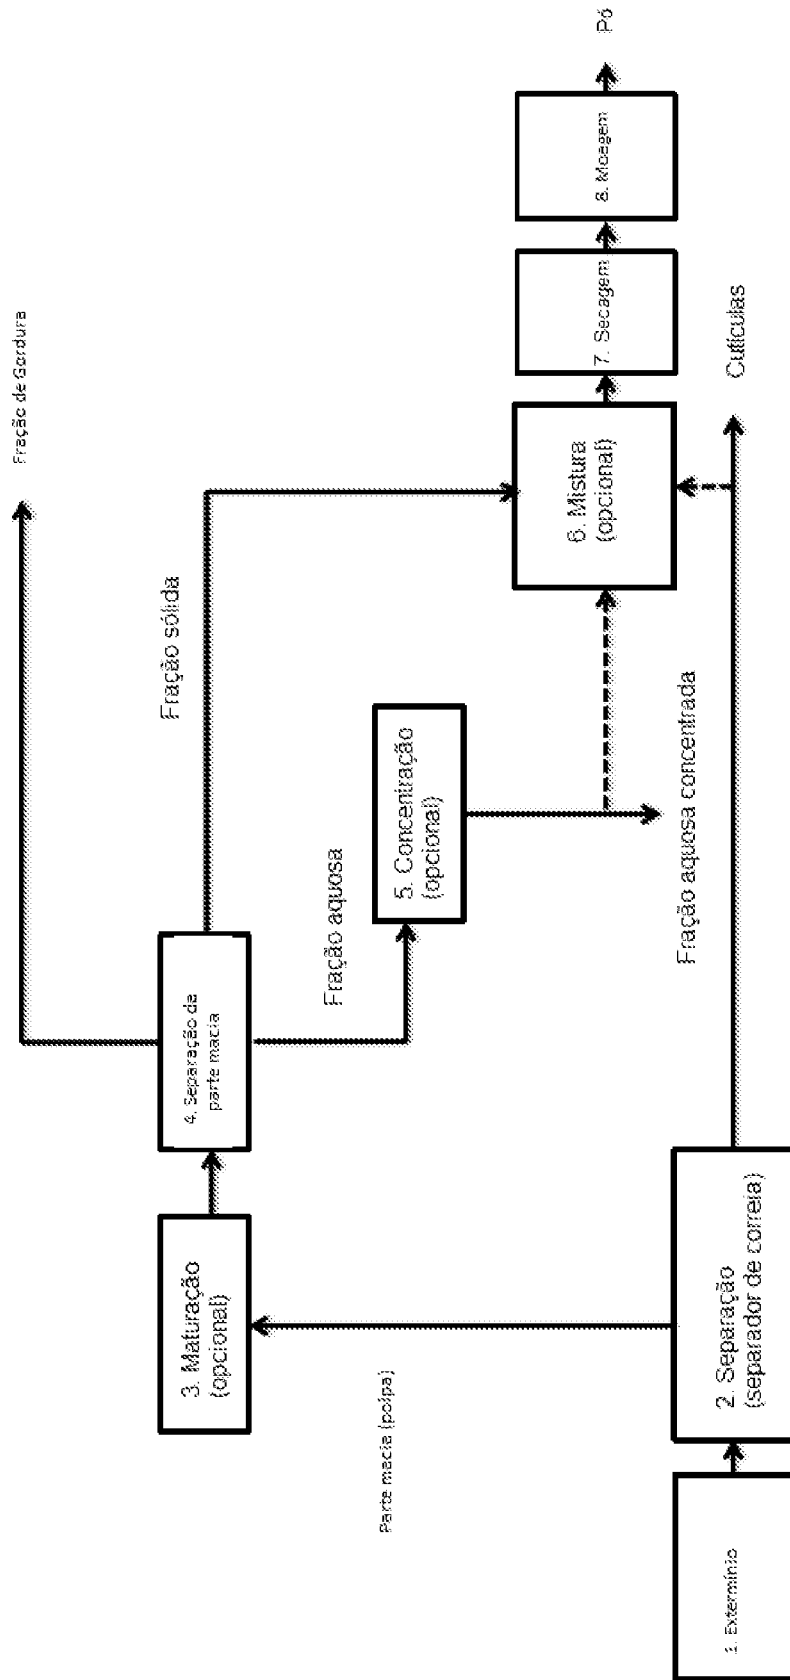 1. Extermínio
2. Separação
(separador de correia)
Parte macia (polpa)
3. Maturação
(opcional)
4. Separação da
parte macia
Fração de Gordura
Fração sólida
Fração aquosa
5. Concentração
(opcional)
Fração aquosa concentrada
6. Mistura
(opcional)
Cutículas
7. Secagem
8. Moagem
Pó